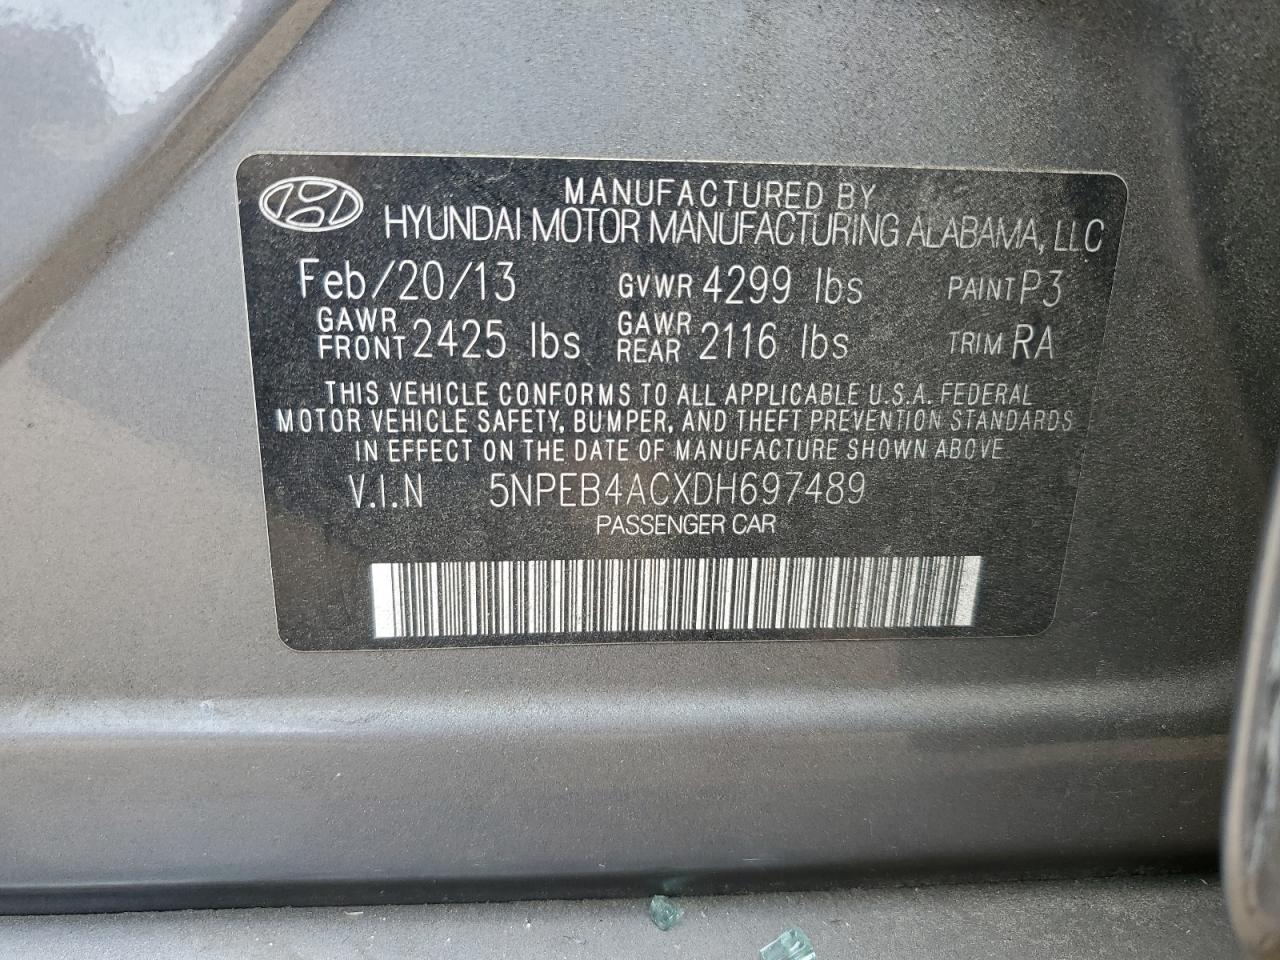 MANUFACTURED BY
HYUNDAI MOTOR MANUFACTURING ALABAMA, LLC
Feb/20/13 GVWR 4299 lbs PAINT P3
GAWR FRONT 2425 lbs GAWR REAR 2116 lbs TRIM RA
THIS VEHICLE CONFORMS TO ALL APPLICABLE U.S.A. FEDERAL
MOTOR VEHICLE SAFETY, BUMPER, AND THEFT PREVENTION STANDARDS
IN EFFECT ON THE DATE OF MANUFACTURE SHOWN ABOVE
V.I.N 5NPEB4ACXDH697489
PASSENGER CAR